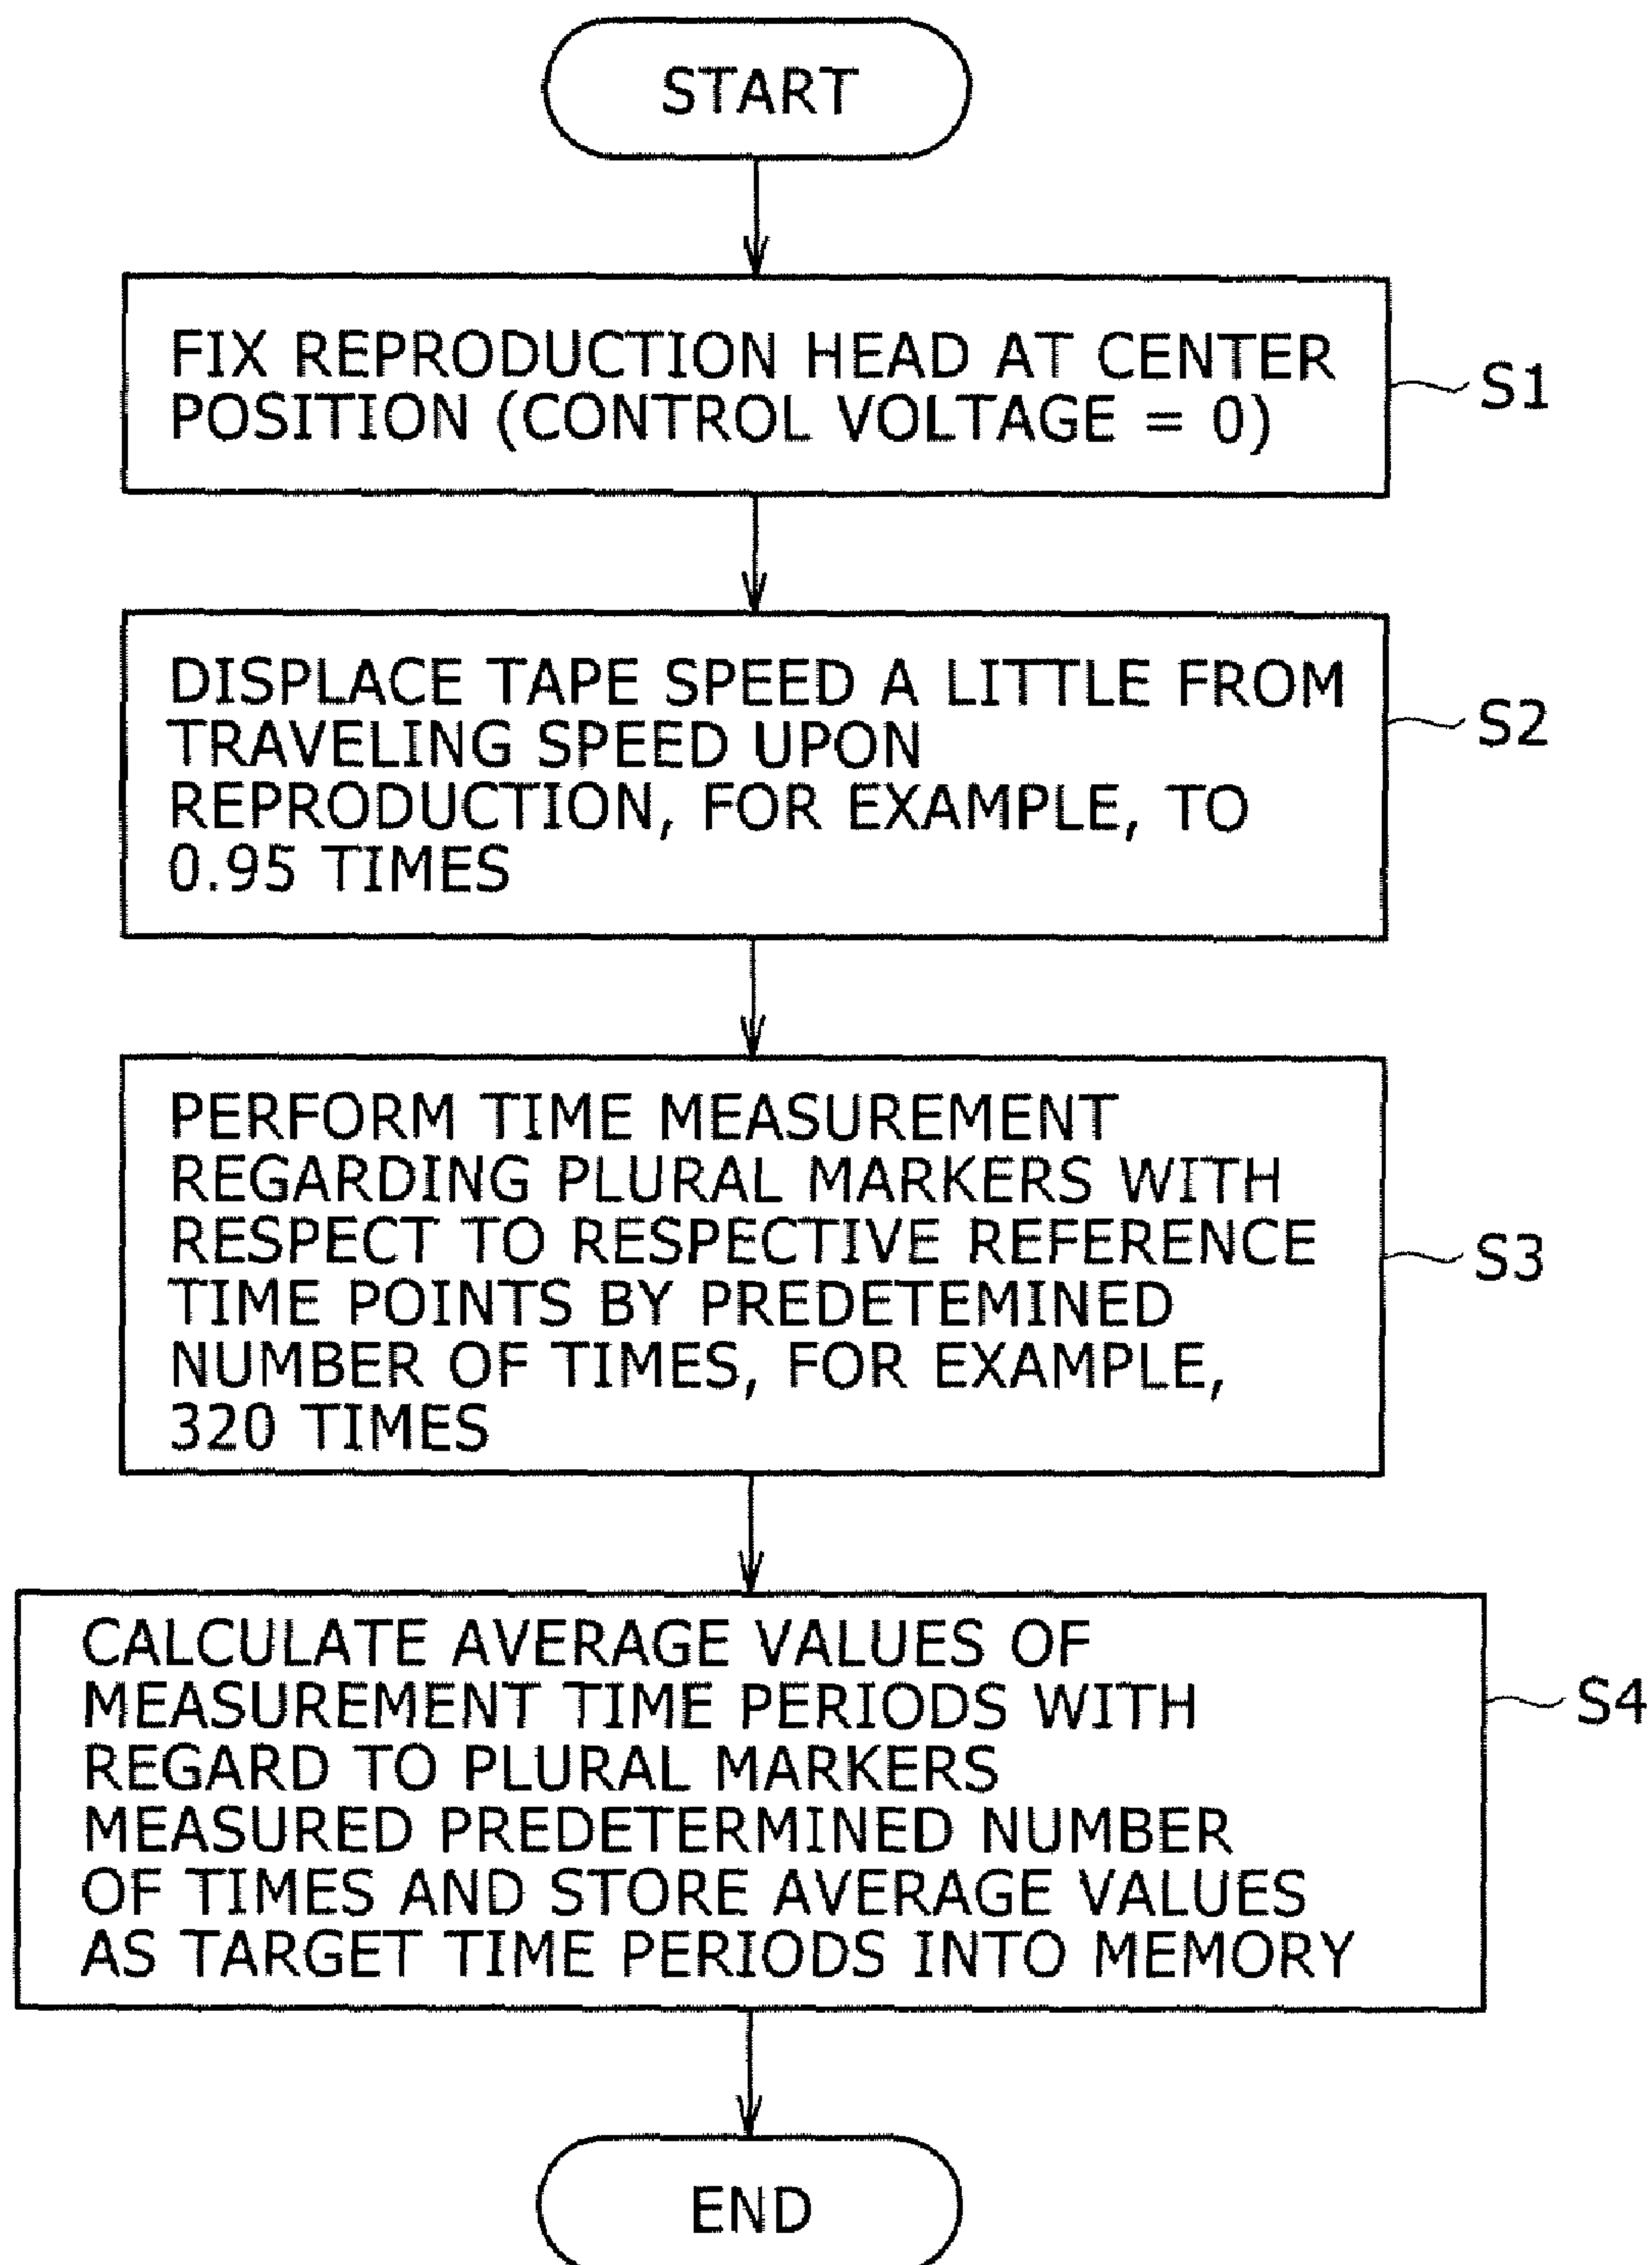 START
FIX REPRODUCTION HEAD AT CENTER
POSITION (CONTROL VOLTAGE = 0)
S1
DISPLACE TAPE SPEED A LITTLE FROM
TRAVELING SPEED UPON
REPRODUCTION, FOR EXAMPLE, TO
0.95 TIMES
S2
PERFORM TIME MEASUREMENT
REGARDING PLURAL MARKERS WITH
RESPECT TO RESPECTIVE REFERENCE
TIME POINTS BY PREDETEMINED
NUMBER OF TIMES, FOR EXAMPLE,
320 TIMES
S3
CALCULATE AVERAGE VALUES OF
MEASUREMENT TIME PERIODS WITH
REGARD TO PLURAL MARKERS
MEASURED PREDETERMINED NUMBER
OF TIMES AND STORE AVERAGE VALUES
AS TARGET TIME PERIODS INTO MEMORY
S4
END